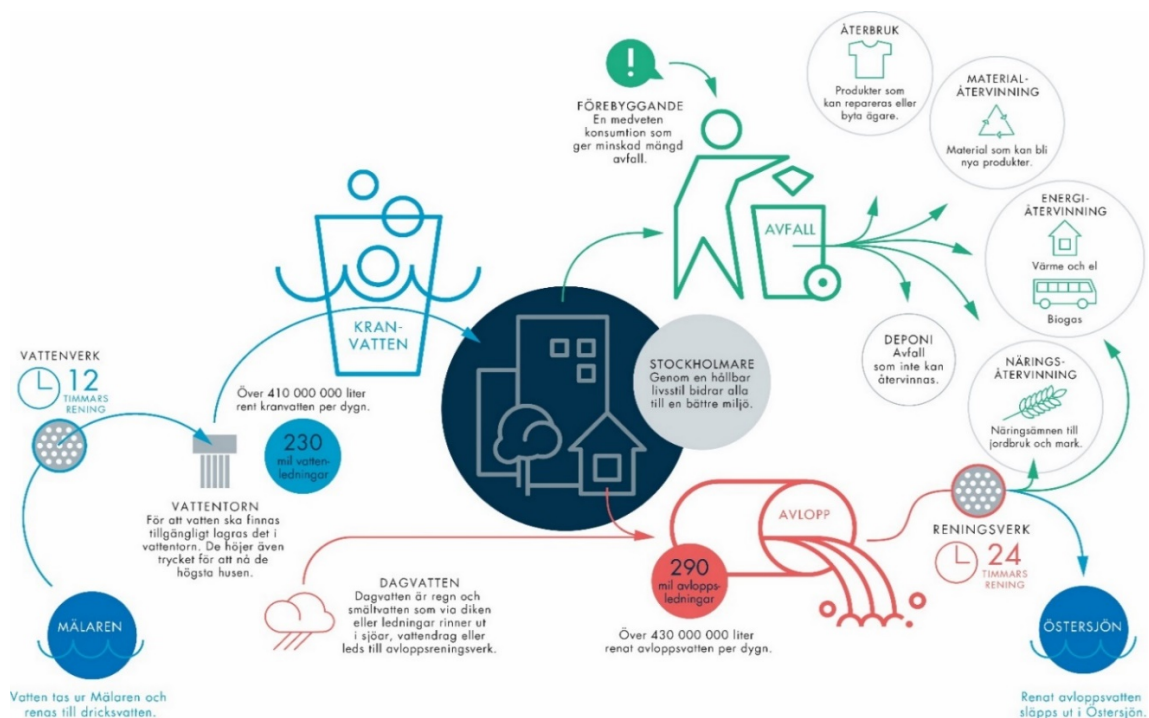 ÅTERBRUK
Produkter som
kan repareras eller
byta ägare.
MATERIAL-
ÅTERVINNING
Material som kan bli
nya produkter.
FÖREBYGGANDE
En medveten
konsumtion som
ger minskad mängd
avfall.
AVFALL
ENERGI-
ÅTERVINNING
Värme och el
Biogas
DEPONI
Avfall
som inte kan
återvinnas.
NÄRINGS-
ÅTERVINNING
Näringsämnen till
jordbruk och mark.
KRAN-
VATTEN
STOCKHOLMARE
Genom en hållbar
livsstil bidrar alla
till en bättre miljö.
VATTENVERK
12
TIMMARS
RENING
Över 410 000 000 liter
rent kranvatten per dygn.
230
mil vatten-
ledningar
VATTENTORN
För att vatten ska finnas
tillgängligt lagras det i
vattentorn. De höjer även
trycket för att nå de
högsta husen.
DAGVATTEN
Dagvatten är regn och
smältvatten som via diken
eller ledningar rinner ut
i sjöar, vattendrag eller
leds till avloppsreningsverk.
AVLOPP
290
mil avlopps-
ledningar
Över 430 000 000 liter
renat avloppsvatten per dygn.
RENINGSVERK
24
TIMMARS
RENING
MÄLAREN
Vatten tas ur Mälaren och
renas till dricksvatten.
ÖSTERSJÖN
Renat avloppsvatten
släpps ut i Östersjön.